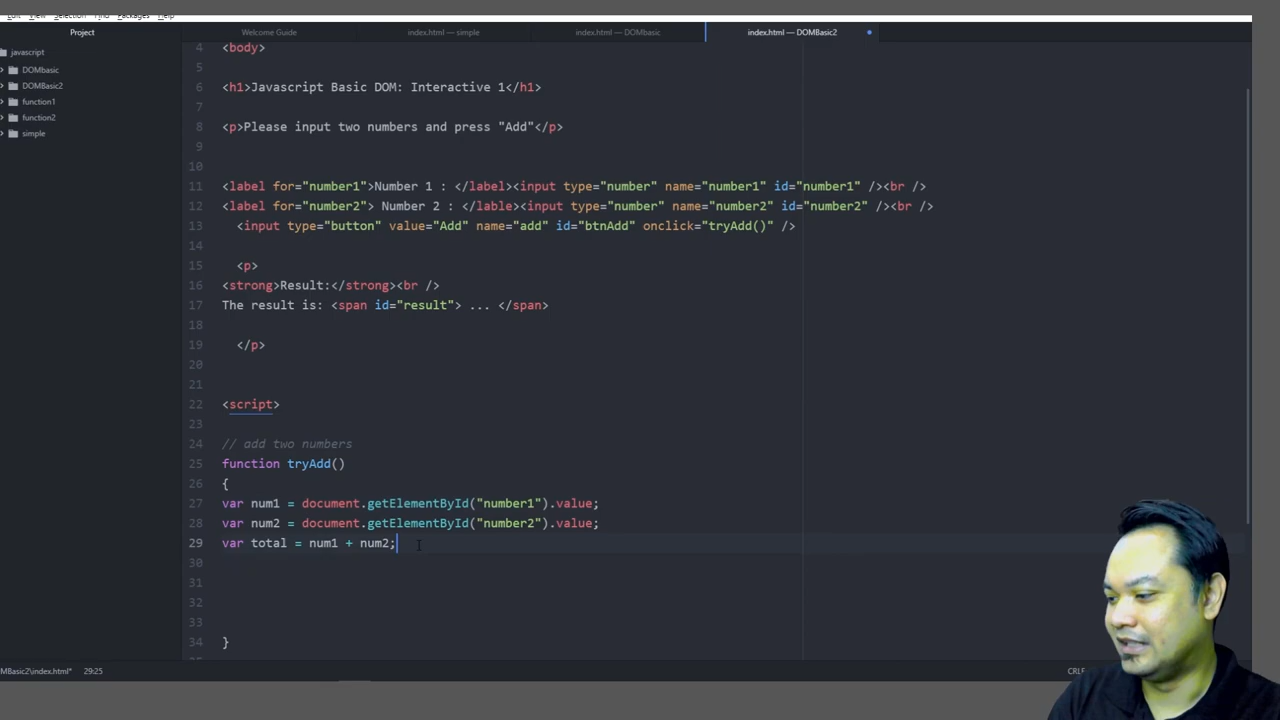 Edit View Selection Find Packages Help
Project
Welcome Guide
index.html — simple
index.html — DOMbasic
index.html — DOMBasic2
javascript
DOMbasic
DOMBasic2
function1
function2
simple
4 <body>
5
6 <h1>Javascript Basic DOM: Interactive 1</h1>
7
8 <p>Please input two numbers and press "Add"</p>
9
10
11 <label for="number1">Number 1 : </label><input type="number" name="number1" id="number1" /><br />
12 <label for="number2"> Number 2 : </lable><input type="number" name="number2" id="number2" /><br />
13 <input type="button" value="Add" name="add" id="btnAdd" onclick="tryAdd()" />
14
15 <p>
16 <strong>Result:</strong><br />
17 The result is: <span id="result"> ... </span>
18
19 </p>
20
21
22 <script>
23
24 // add two numbers
25 function tryAdd()
26 {
27 var num1 = document.getElementById("number1").value;
28 var num2 = document.getElementById("number2").value;
29 var total = num1 + num2;
30
31
32
33
34 }
MBasic2\index.html* 29:25
CRLF